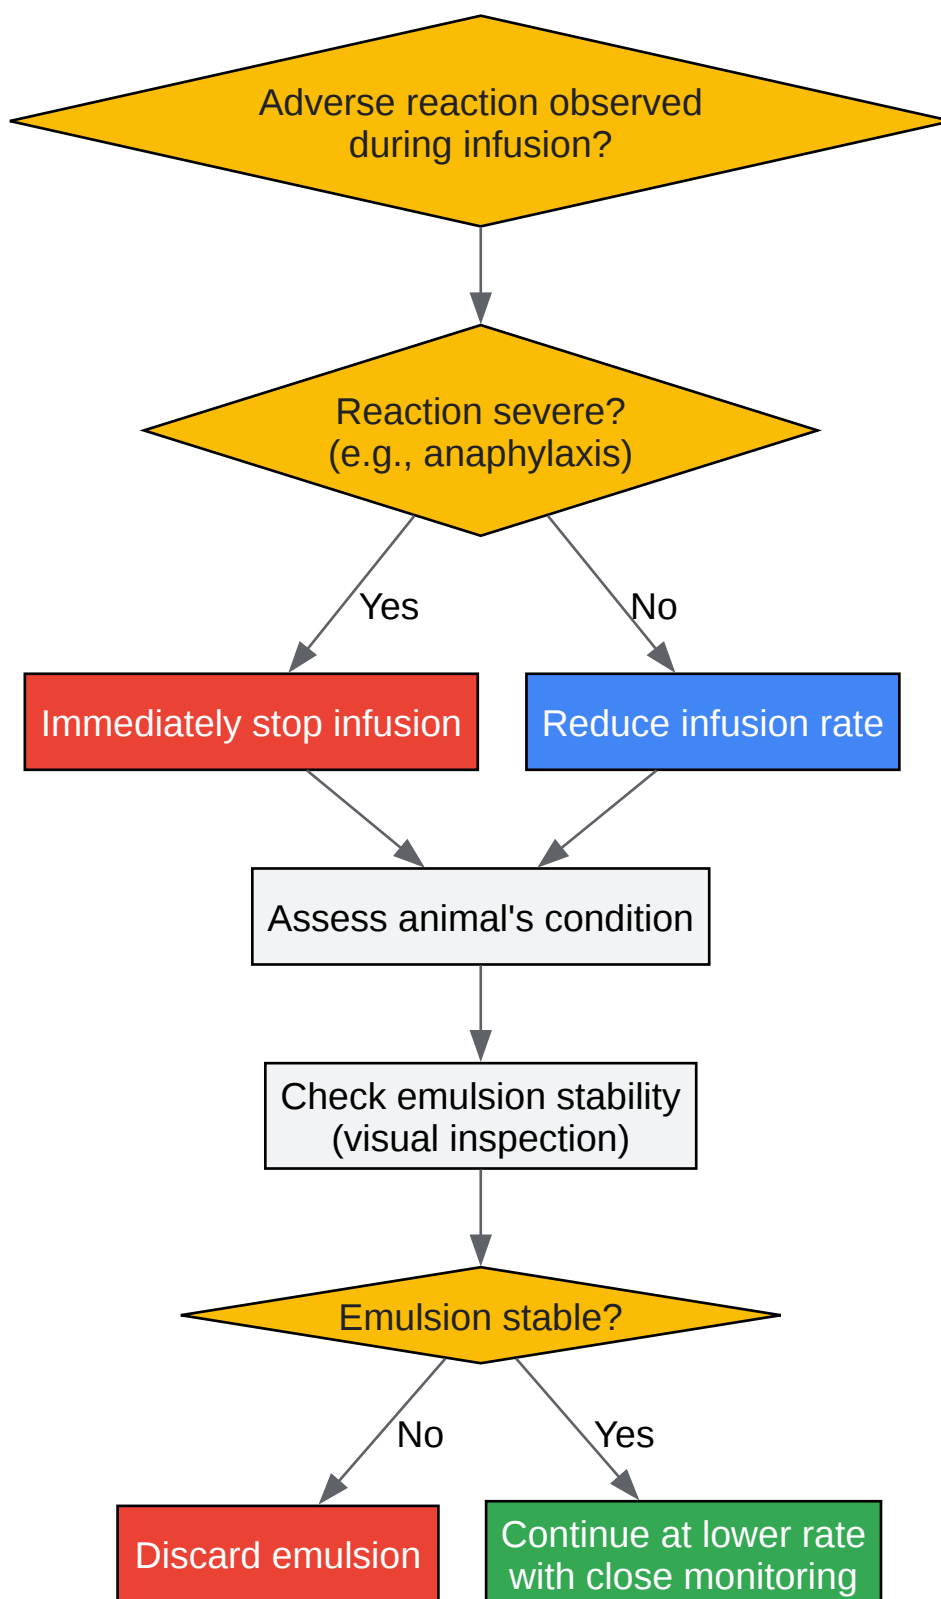 Adverse reaction observed
during infusion?
Reaction severe?
(e.g., anaphylaxis)
Yes
No
Immediately stop infusion
Reduce infusion rate
Assess animal's condition
Check emulsion stability
(visual inspection)
Emulsion stable?
No
Yes
Discard emulsion
Continue at lower rate
with close monitoring